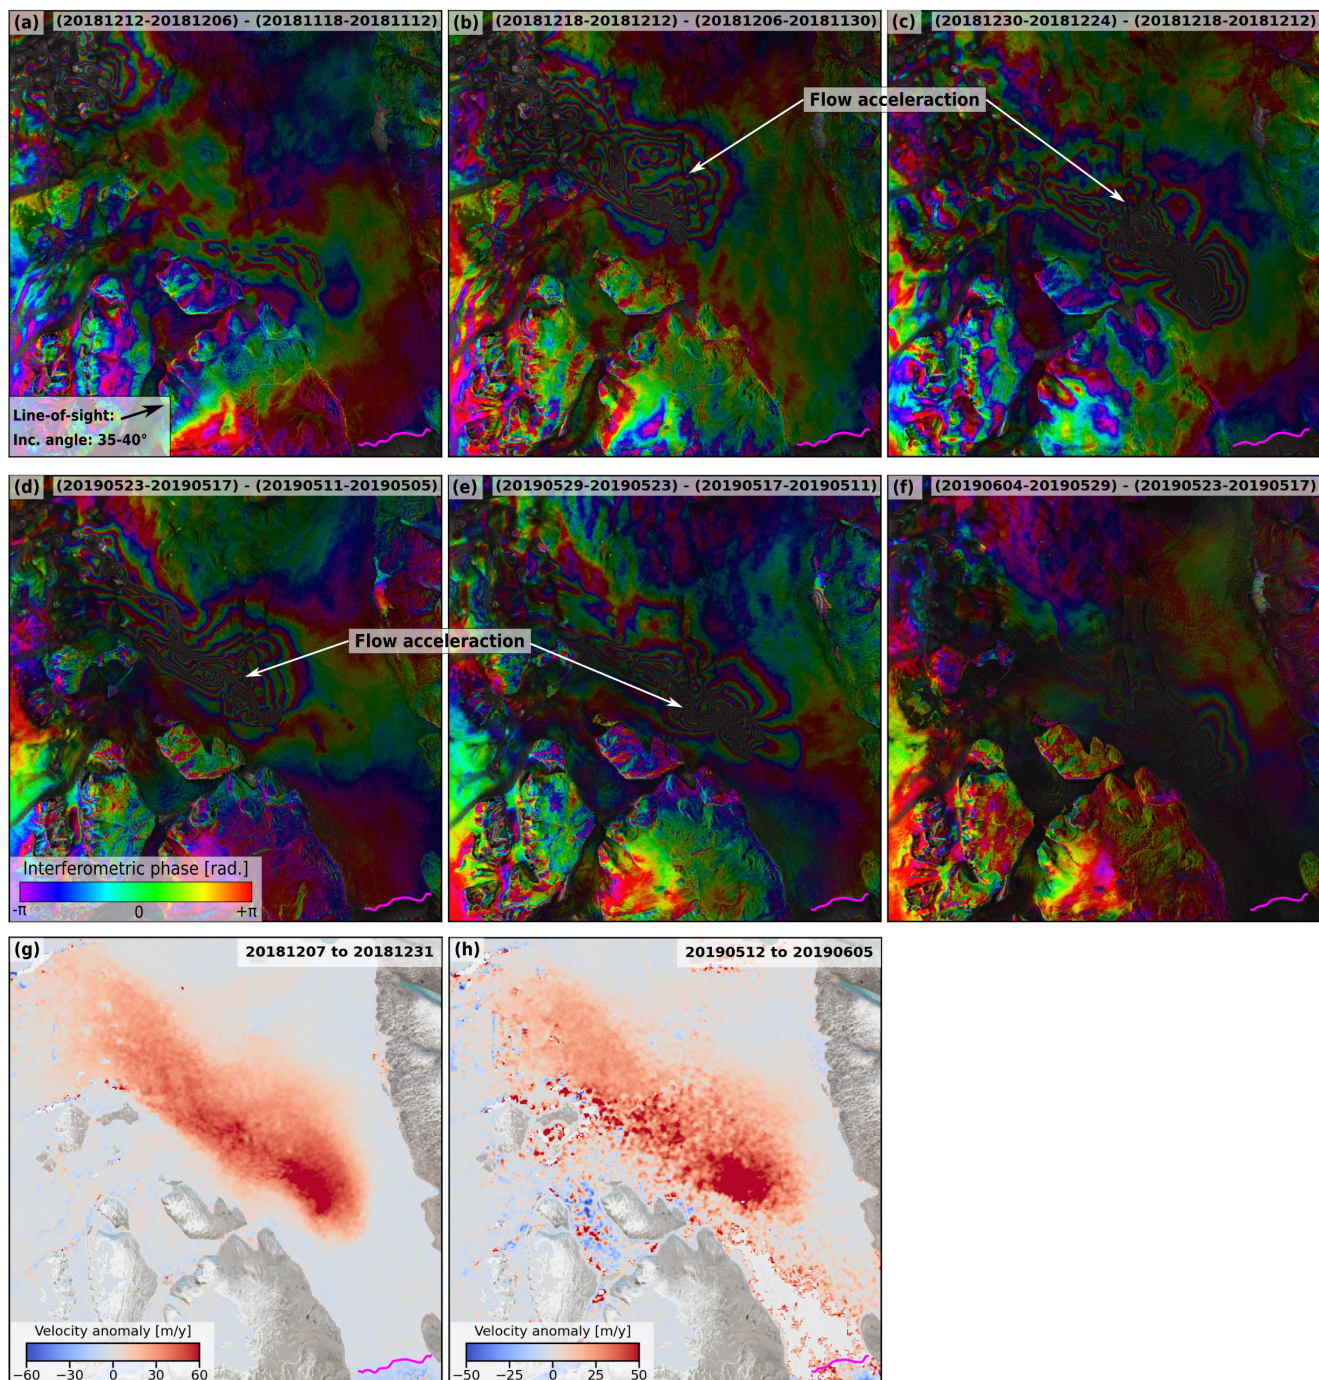 (a) (20181212-20181206) - (20181118-20181112)
(b) (20181218-20181212) - (20181206-20181130)
(c) (20181230-20181224) - (20181218-20181212)
Flow acceleraction
Line-of-sight:
Inc. angle: 35-40°
(d) (20190523-20190517) - (20190511-20190505)
(e) (20190529-20190523) - (20190517-20190511)
(f) (20190604-20190529) - (20190523-20190517)
Flow acceleraction
Interferometric phase [rad.]
-π 0 +π
(g) 20181207 to 20181231
(h) 20190512 to 20190605
Velocity anomaly [m/y]
−60 −30 0 30 60
Velocity anomaly [m/y]
−50 −25 0 25 50